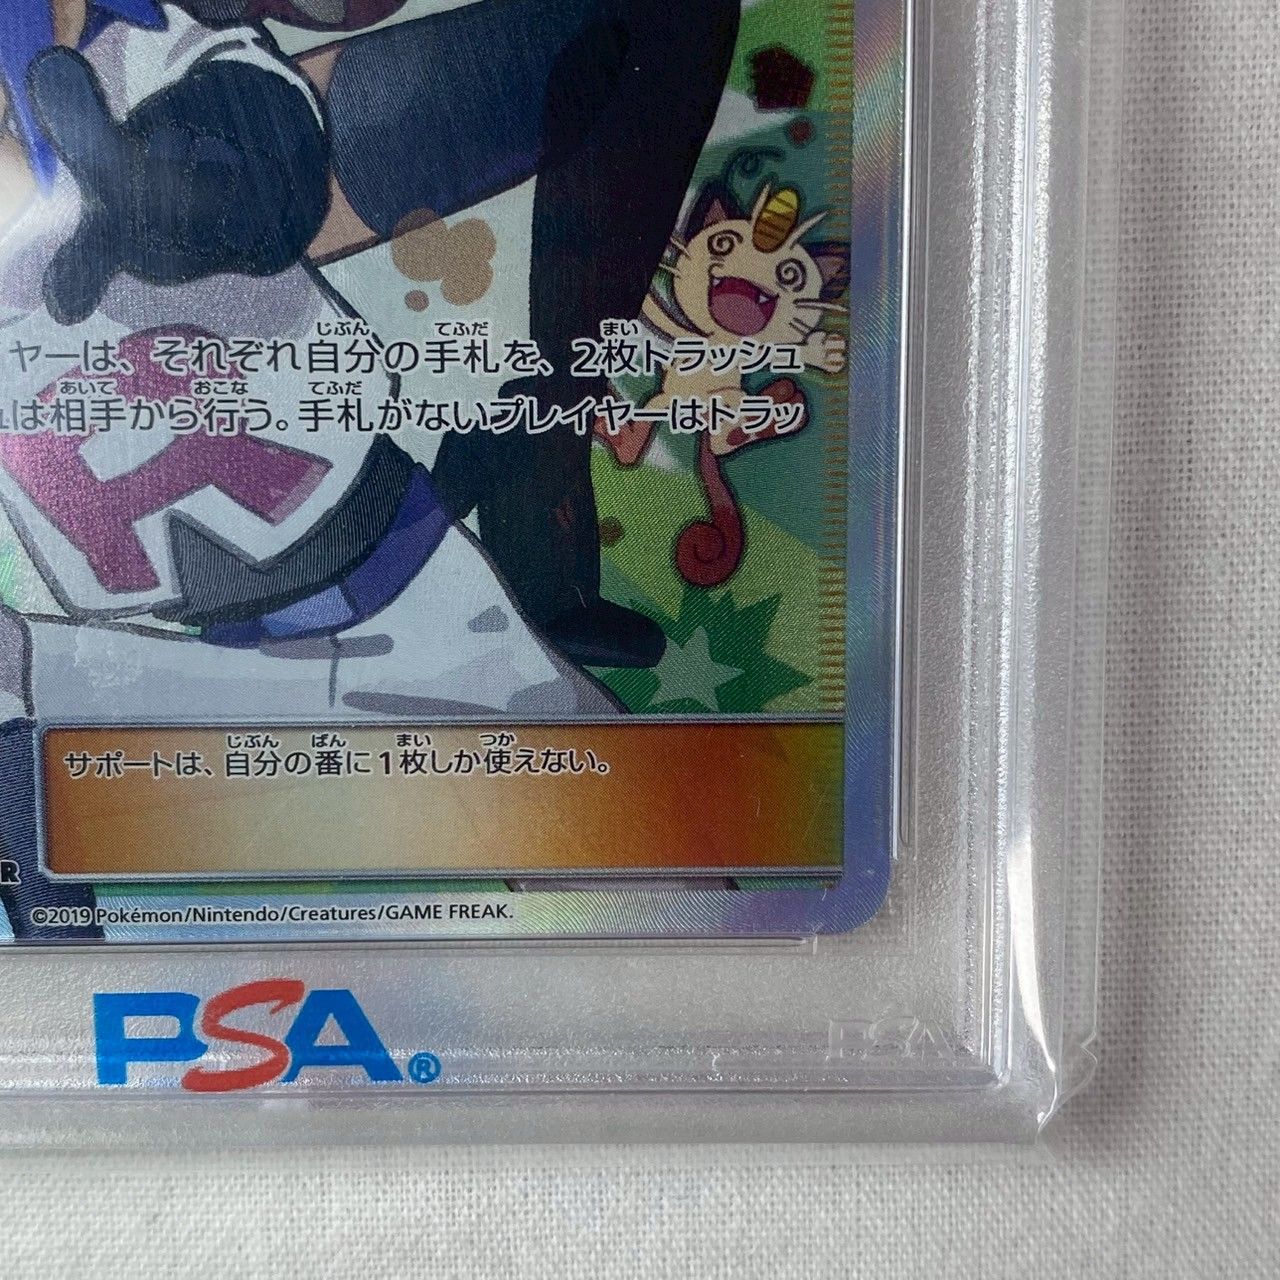 ヤーは、それぞれ自分の手札を、2枚トラッシュ
は相手から行う。手札がないプレイヤーはトラッ
サポートは、自分の番に1枚しか使えない。
R
©2019 Pokémon/Nintendo/Creatures/GAME FREAK.
PSA®
PSA